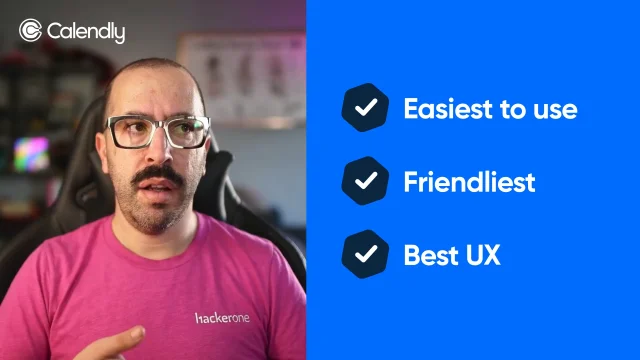 Calendly
Easiest to use
Friendliest
Best UX
hackerone